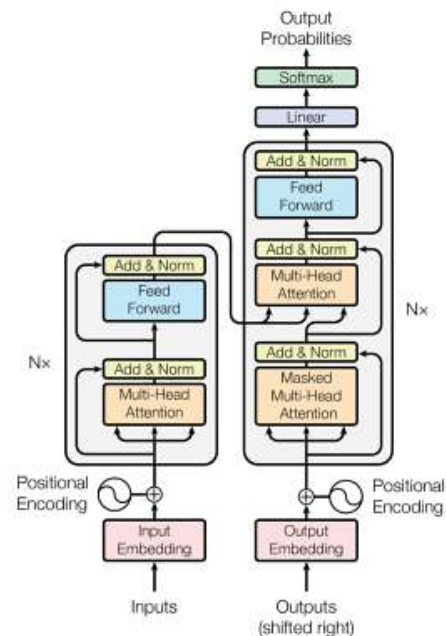 Output
Probabilities
Softmax
Linear
Add & Norm
Feed
Forward
Add & Norm
Multi-Head
Attention
Add & Norm
Masked
Multi-Head
Attention
Nx
Add & Norm
Feed
Forward
Add & Norm
Multi-Head
Attention
Nx
Positional
Encoding
Input
Embedding
Inputs
Positional
Encoding
Output
Embedding
Outputs
(shifted right)